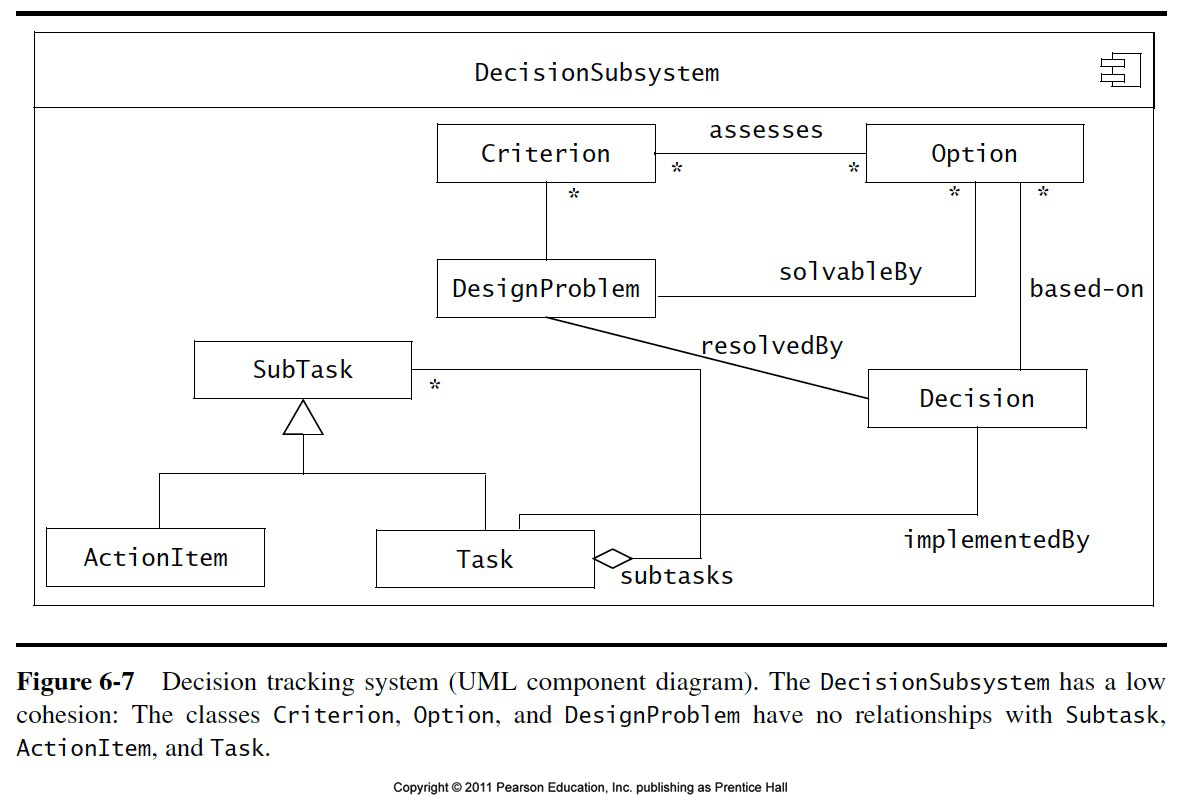 DecisionSubsystem
assesses
Criterion
Option
*
*
*
*
*
solvableBy
DesignProblem
based-on
resolvedBy
SubTask
*
Decision
implementedBy
ActionItem
Task
subtasks
Figure 6-7 Decision tracking system (UML component diagram). The DecisionSubsystem has a low
cohesion: The classes Criterion, Option, and DesignProblem have no relationships with Subtask,
ActionItem, and Task.
Copyright © 2011 Pearson Education, Inc. publishing as Prentice Hall